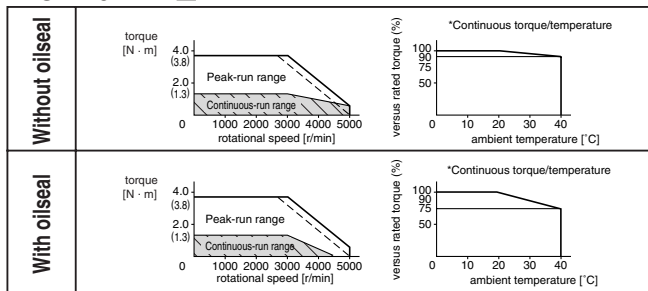 Without oilseal
torque
[N · m]
4.0
(3.8)
2.0
(1.3)
Peak-run range
Continuous-run range
0 1000 2000 3000 4000 5000
rotational speed [r/min]
*Continuous torque/temperature
versus rated torque (%)
100
90
75
50
0 10 20 30 40
ambient temperature [˚C]
With oilseal
torque
[N · m]
4.0
(3.8)
2.0
(1.3)
Peak-run range
Continuous-run range
0 1000 2000 3000 4000 5000
rotational speed [r/min]
*Continuous torque/temperature
versus rated torque (%)
100
90
75
50
0 10 20 30 40
ambient temperature [˚C]